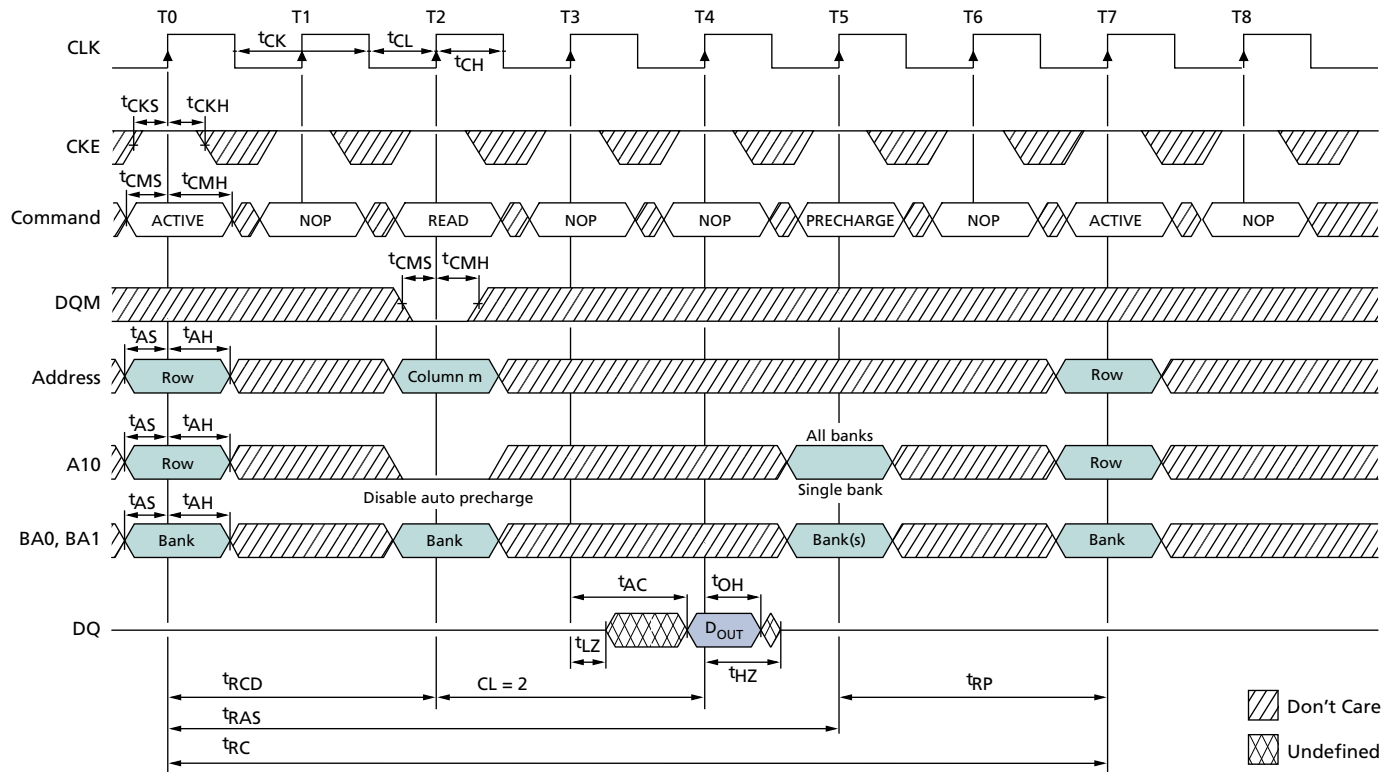 T0 T1 T2 T3 T4 T5 T6 T7 T8
CLK
tCK tCL
tCH
tCKS tCKH
CKE
tCMS tCMH
Command ACTIVE NOP READ NOP NOP PRECHARGE NOP ACTIVE NOP
tCMS tCMH
DQM
tAS tAH
Address Row Column m Row
tAS tAH
All banks
A10 Row Row
Disable auto precharge Single bank
tAS tAH
BA0, BA1 Bank Bank Bank(s) Bank
tAC tOH
DQ DOUT
tLZ tHZ
tRCD CL = 2 tRP
tRAS
tRC
Don't Care
Undefined